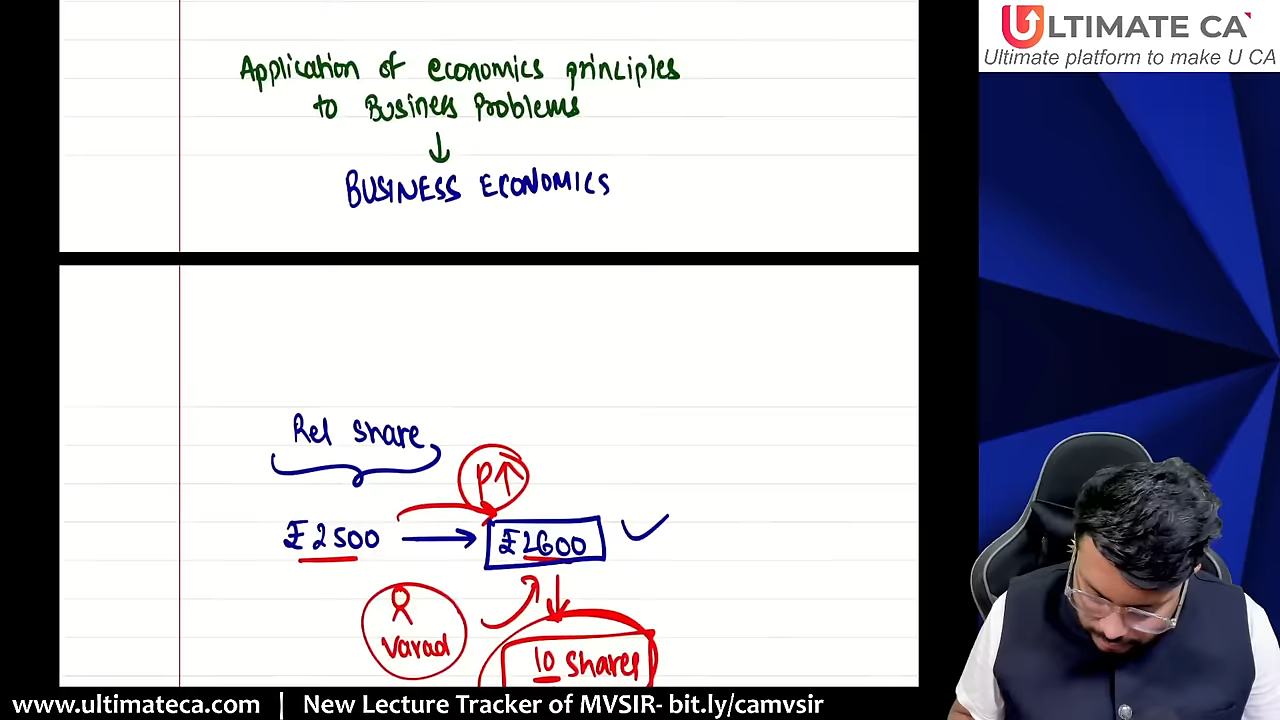 ULTIMATE CA
Ultimate platform to make U CA
Application of economics principles
to Business Problems
↓
BUSINESS ECONOMICS
Rel share
P↑
₹2500 → ₹2600
Varad
10 Shares
www.ultimateca.com | New Lecture Tracker of MVSIR- bit.ly/camvsir